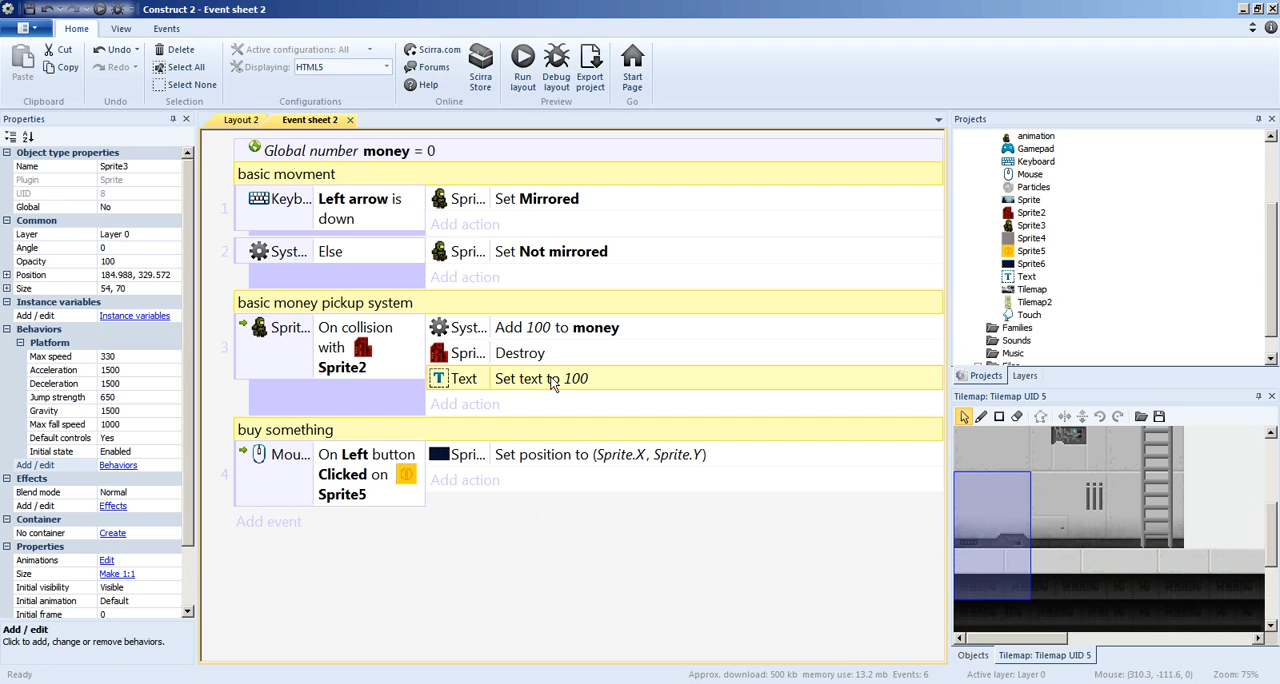 Construct 2 - Event sheet 2
Home View Events
Paste Cut Copy Undo Redo Delete Select All Select None
Active configurations: All
Displaying: HTML5
Scirra.com Forums Help Scirra Store Run layout Debug layout Export project Start Page
Clipboard Undo Selection Configurations Online Preview Go
Properties
Object type properties
Name Sprite3
Plugin Sprite
UID 8
Global No
Common
Layer Layer 0
Angle 0
Opacity 100
Position 184.988, 329.572
Size 54, 70
Instance variables
Add / edit Instance variables
Behaviors
Platform
Max speed 330
Acceleration 1500
Deceleration 1500
Jump strength 650
Gravity 1500
Max fall speed 1000
Default controls Yes
Initial state Enabled
Add / edit Behaviors
Effects
Blend mode Normal
Add / edit Effects
Container
No container Create
Properties
Animations Edit
Size Make 1:1
Initial visibility Visible
Initial animation Default
Initial frame 0
Add / edit
Click to add, change or remove behaviors.
Layout 2 Event sheet 2
Global number money = 0
basic movment
1 Keyb... Left arrow is down Spri... Set Mirrored
Add action
2 Syst... Else Spri... Set Not mirrored
Add action
basic money pickup system
3 Sprit... On collision with Sprite2 Syst... Add 100 to money
Spri... Destroy
Text Set text to 100
Add action
buy something
4 Mou... On Left button Clicked on Sprite5 Spri... Set position to (Sprite.X, Sprite.Y)
Add action
Add event
Projects
animation
Gamepad
Keyboard
Mouse
Particles
Sprite
Sprite2
Sprite3
Sprite4
Sprite5
Sprite6
Text
Tilemap
Tilemap2
Touch
Families
Sounds
Music
Projects Layers
Tilemap: Tilemap UID 5
Objects Tilemap: Tilemap UID 5
Ready Approx. download: 500 kb memory use: 13.2 mb Events: 6 Active layer: Layer 0 Mouse: (310.3, -111.6, 0) Zoom: 75%